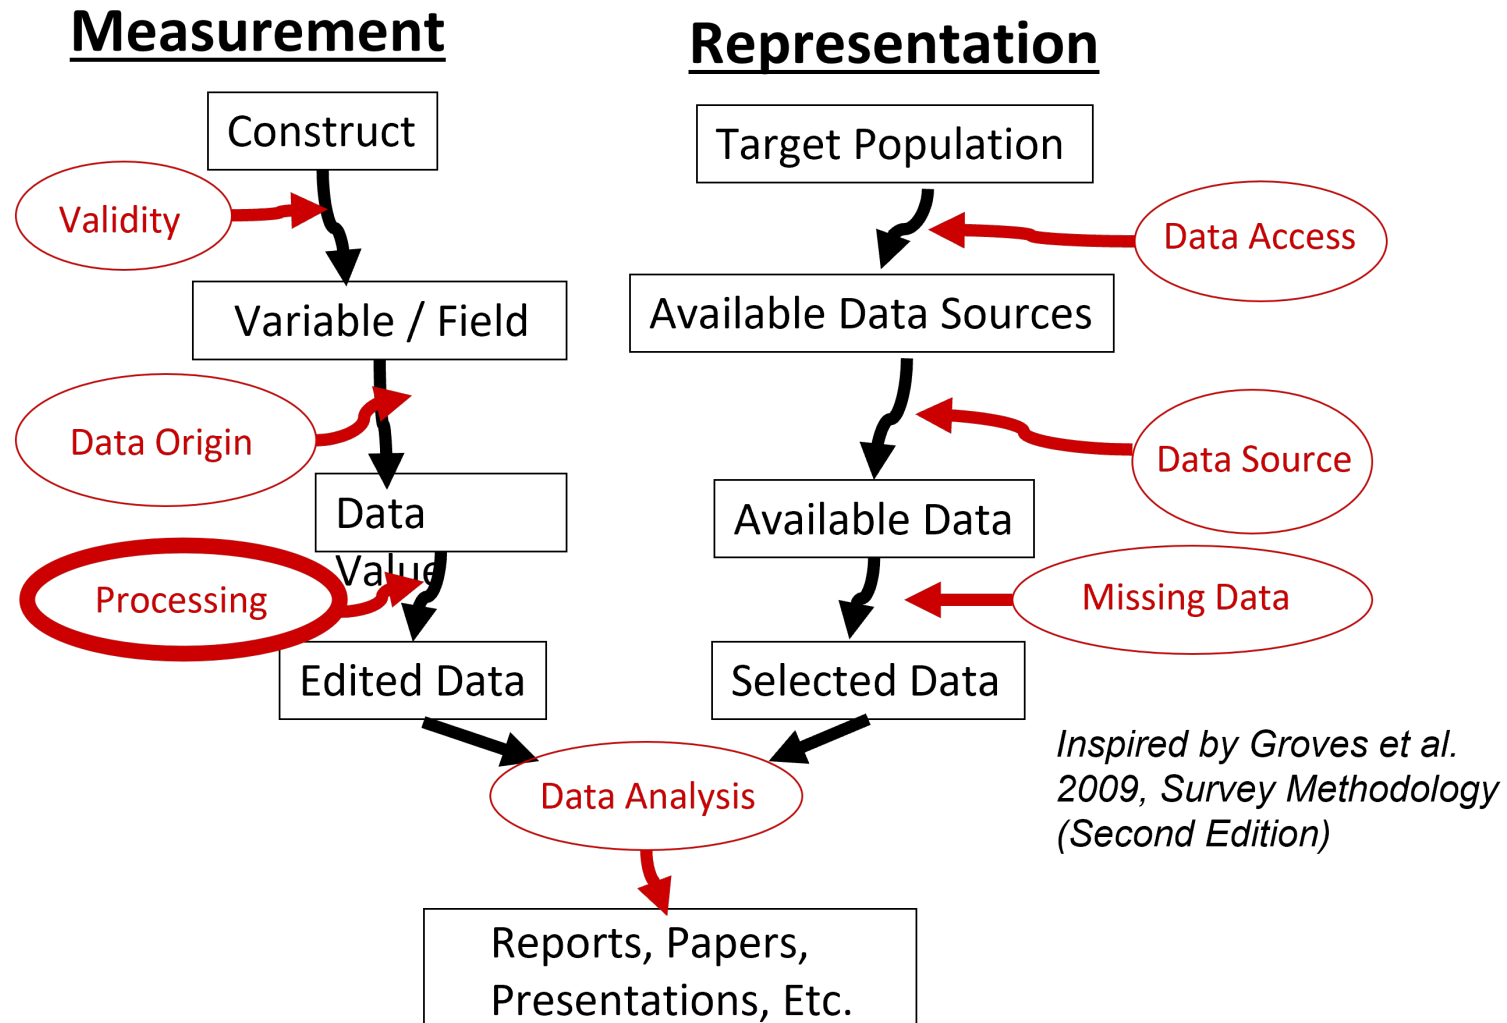 Measurement
Construct
Validity
Variable / Field
Data Origin
Data
Value
Processing
Edited Data
Representation
Target Population
Data Access
Available Data Sources
Data Source
Available Data
Missing Data
Selected Data
Data Analysis
Inspired by Groves et al.
2009, Survey Methodology
(Second Edition)
Reports, Papers,
Presentations, Etc.